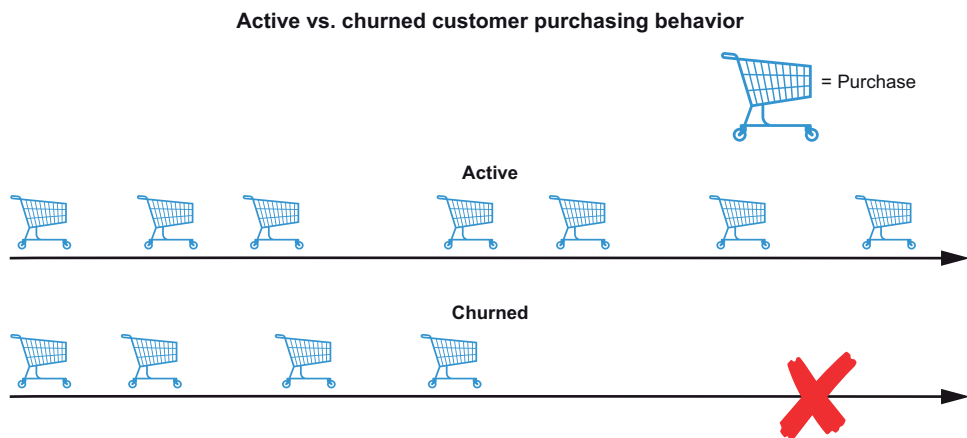 Active vs. churned customer purchasing behavior
= Purchase
Active
Churned